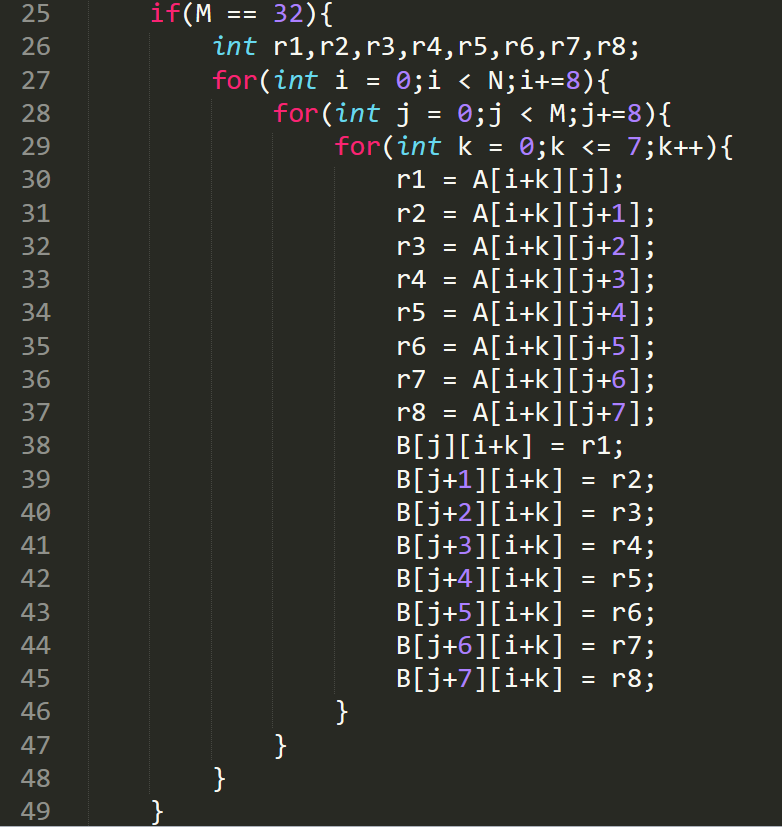 25 if(M == 32){
26 int r1,r2,r3,r4,r5,r6,r7,r8;
27 for(int i = 0;i < N;i+=8){
28 for(int j = 0;j < M;j+=8){
29 for(int k = 0;k <= 7;k++){
30 r1 = A[i+k][j];
31 r2 = A[i+k][j+1];
32 r3 = A[i+k][j+2];
33 r4 = A[i+k][j+3];
34 r5 = A[i+k][j+4];
35 r6 = A[i+k][j+5];
36 r7 = A[i+k][j+6];
37 r8 = A[i+k][j+7];
38 B[j][i+k] = r1;
39 B[j+1][i+k] = r2;
40 B[j+2][i+k] = r3;
41 B[j+3][i+k] = r4;
42 B[j+4][i+k] = r5;
43 B[j+5][i+k] = r6;
44 B[j+6][i+k] = r7;
45 B[j+7][i+k] = r8;
46 }
47 }
48 }
49 }